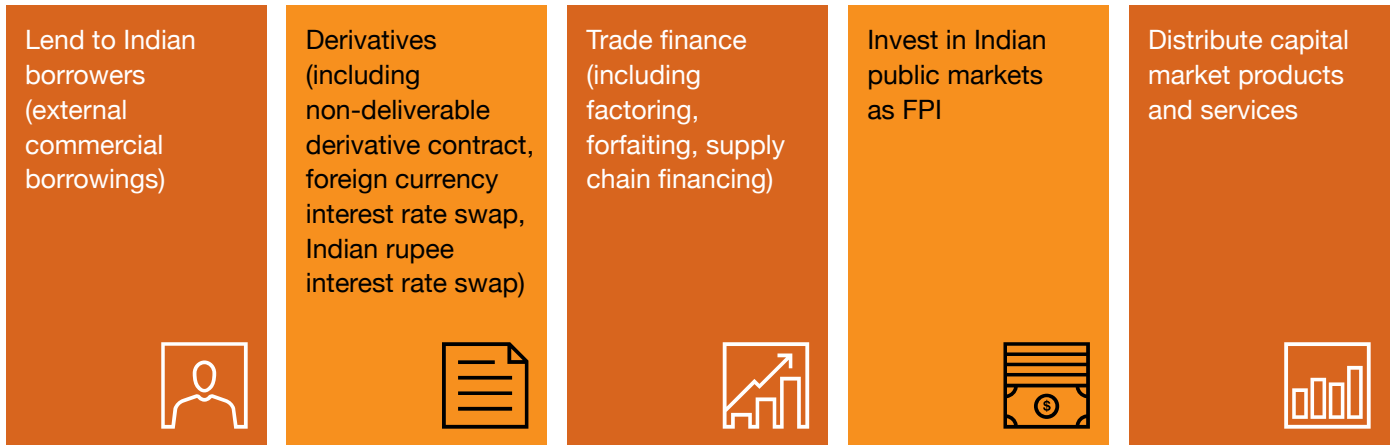 Lend to Indian
borrowers
(external
commercial
borrowings)
Derivatives
(including
non-deliverable
derivative contract,
foreign currency
interest rate swap,
Indian rupee
interest rate swap)
Trade finance
(including
factoring,
forfaiting, supply
chain financing)
Invest in Indian
public markets
as FPI
$
Distribute capital
market products
and services